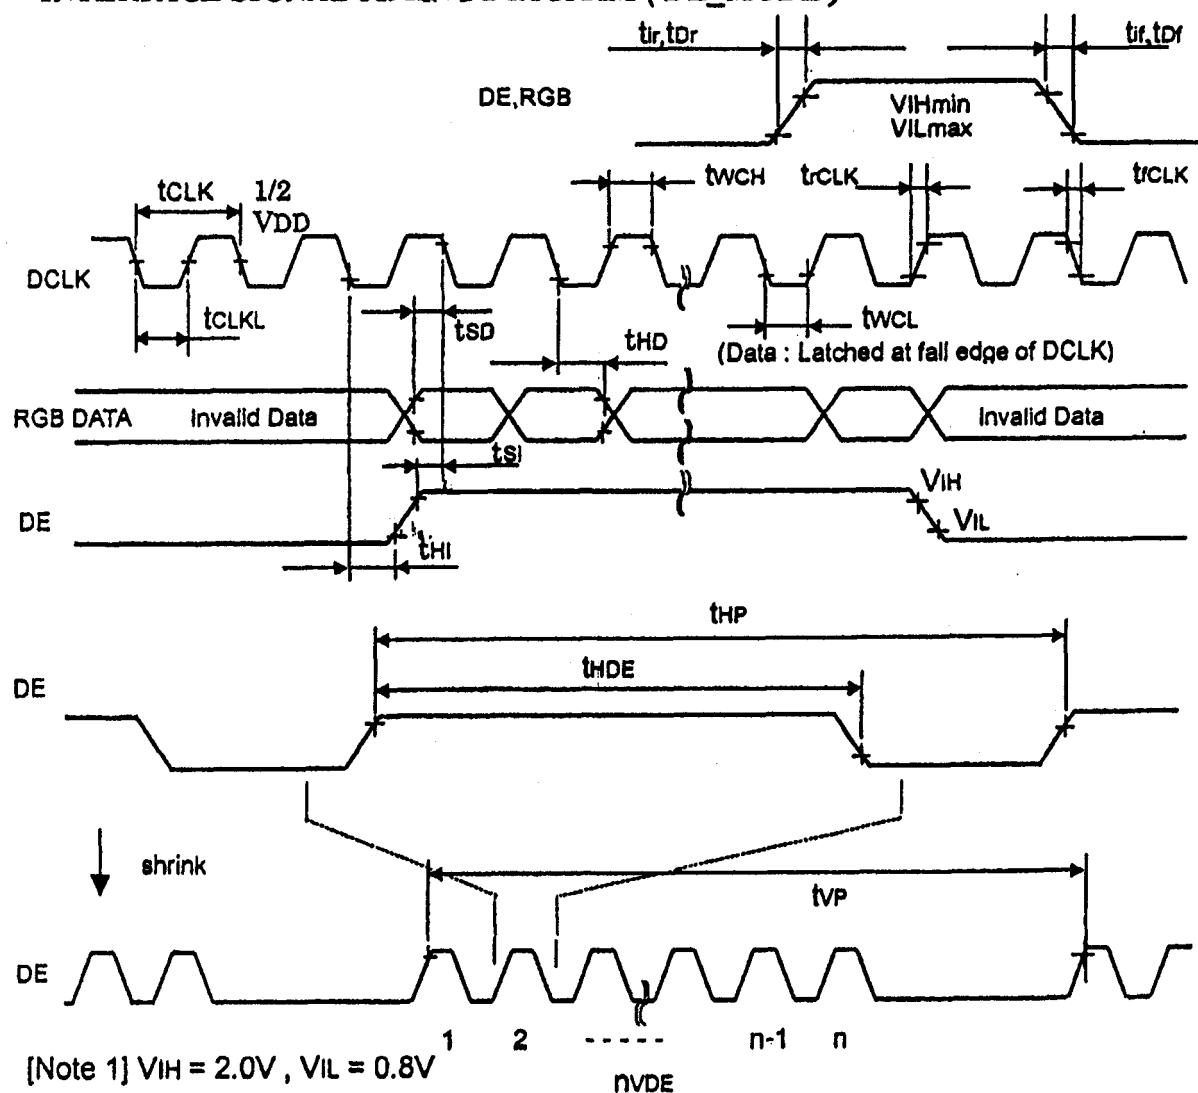 tir,tDr
tif,tDf
DE,RGB
VIHmin
VILmax
tCLK
1/2
VDD
tWCH
trCLK
tfCLK
DCLK
tCLKL
tSD
tHD
tWCL
(Data : Latched at fall edge of DCLK)
RGB DATA
Invalid Data
Invalid Data
tSI
VIH
DE
VIL
tHI
tHP
tHDE
DE
shrink
tVP
DE
1
2
-----
n-1
n
[Note 1] VIH = 2.0V , VIL = 0.8V
nVDE